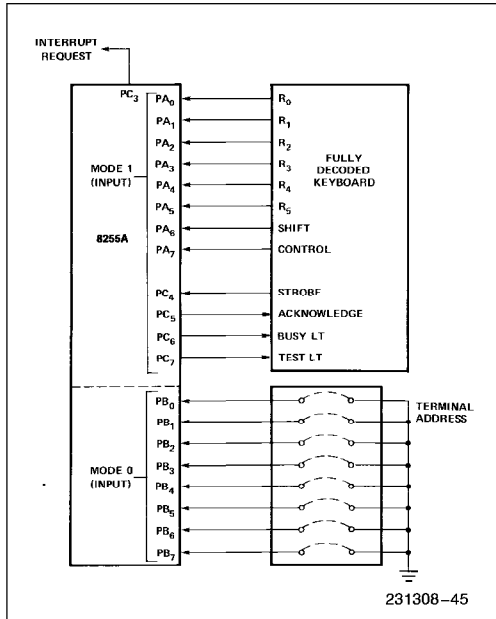 INTERRUPT
REQUEST
PC3
PA0
R0
PA1
R1
PA2
R2
MODE 1
(INPUT)
PA3
R3
FULLY
DECODED
KEYBOARD
PA4
R4
PA5
R5
8255A
PA6
SHIFT
PA7
CONTROL
PC4
STROBE
PC5
ACKNOWLEDGE
PC6
BUSY LT
PC7
TEST LT
PB0
TERMINAL
ADDRESS
PB1
PB2
MODE 0
(INPUT)
PB3
PB4
PB5
PB6
PB7
231308-45